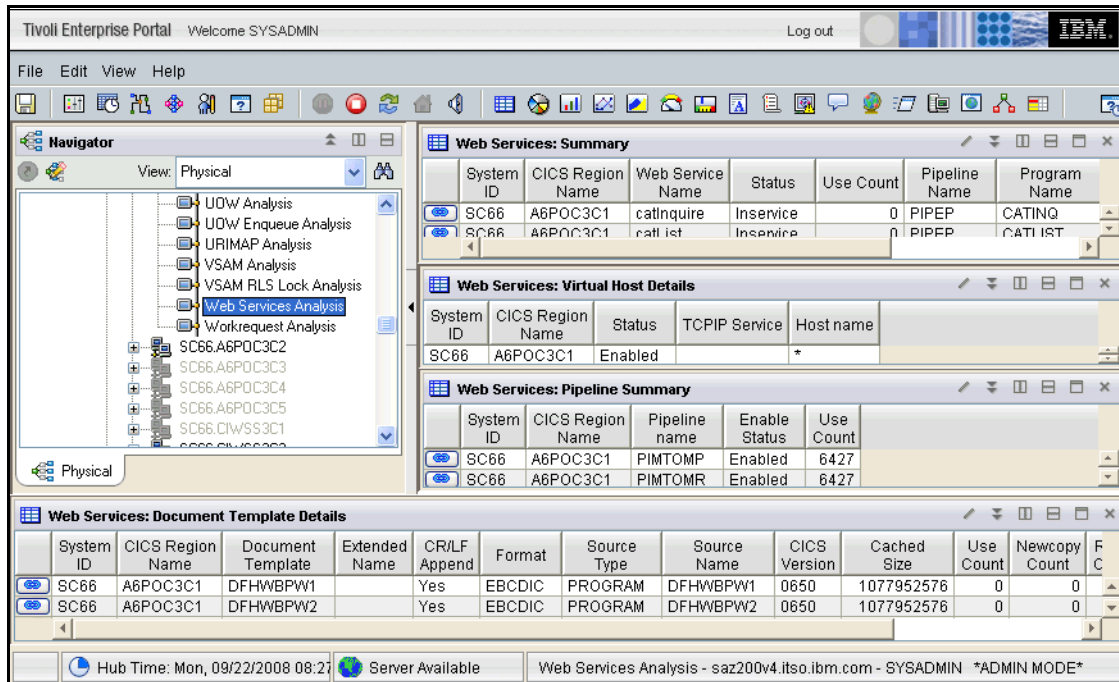 Tivoli Enterprise Portal Welcome SYSADMIN Log out IBM.
File Edit View Help
Navigator
View: Physical
UOW Analysis
UOW Enqueue Analysis
URIMAP Analysis
VSAM Analysis
VSAM RLS Lock Analysis
Web Services Analysis
Workrequest Analysis
SC66.A6POC3C2
SC66.A6POC3C3
SC66.A6POC3C4
SC66.A6POC3C5
SC66.CIWSS3C1
Physical
Web Services: Summary
System ID CICS Region Name Web Service Name Status Use Count Pipeline Name Program Name
SC66 A6POC3C1 catInquire Inservice 0 PIPEP CATINQ
SC66 A6POC3C1 catList Inservice 0 PIPEP CATLIST
Web Services: Virtual Host Details
System ID CICS Region Name Status TCPIP Service Host name
SC66 A6POC3C1 Enabled *
Web Services: Pipeline Summary
System ID CICS Region Name Pipeline name Enable Status Use Count
SC66 A6POC3C1 PIMTOMP Enabled 6427
SC66 A6POC3C1 PIMTOMR Enabled 6427
Web Services: Document Template Details
System ID CICS Region Name Document Template Extended Name CR/LF Append Format Source Type Source Name CICS Version Cached Size Use Count Newcopy Count
SC66 A6POC3C1 DFHWBPW1 Yes EBCDIC PROGRAM DFHWBPW1 0650 1077952576 0 0
SC66 A6POC3C1 DFHWBPW2 Yes EBCDIC PROGRAM DFHWBPW2 0650 1077952576 0 0
Hub Time: Mon, 09/22/2008 08:27 Server Available Web Services Analysis - saz200v4.itso.ibm.com - SYSADMIN *ADMIN MODE*